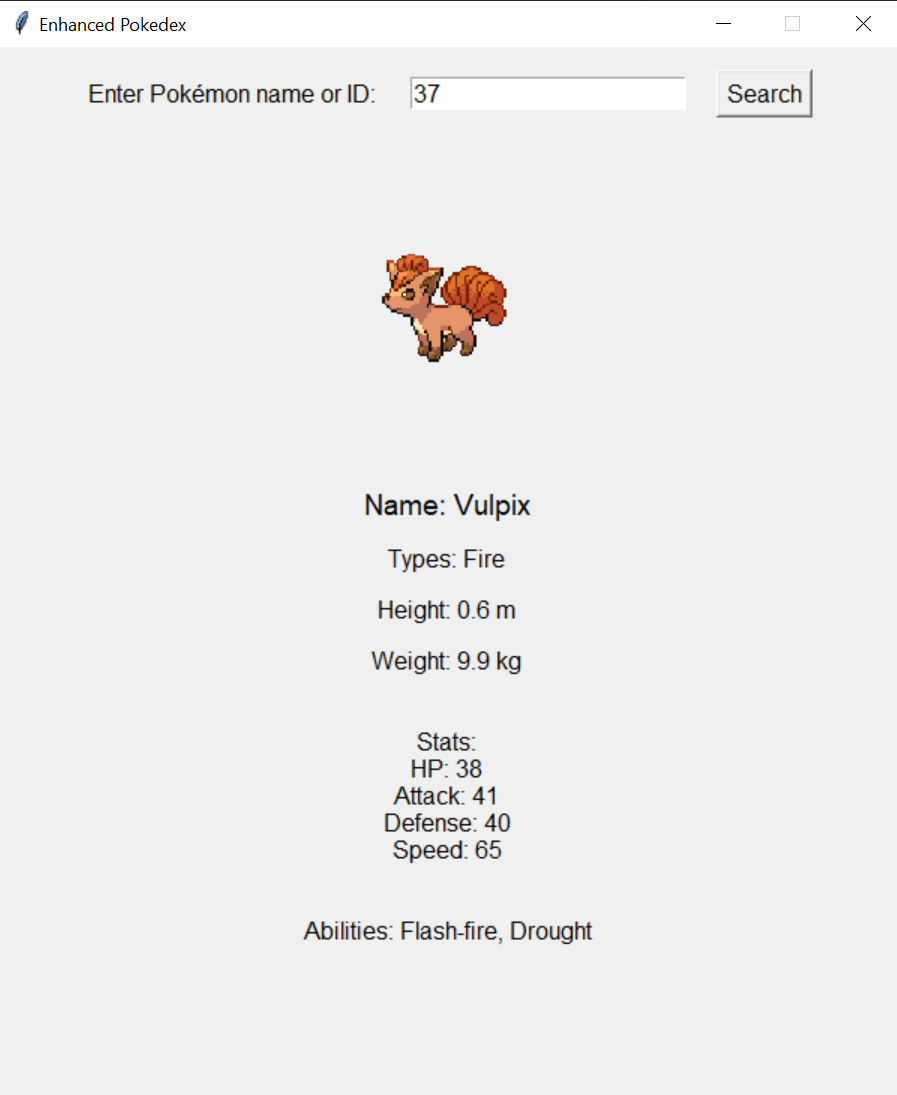 Enhanced Pokedex
Enter Pokémon name or ID: 37 Search
Name: Vulpix
Types: Fire
Height: 0.6 m
Weight: 9.9 kg
Stats:
HP: 38
Attack: 41
Defense: 40
Speed: 65
Abilities: Flash-fire, Drought